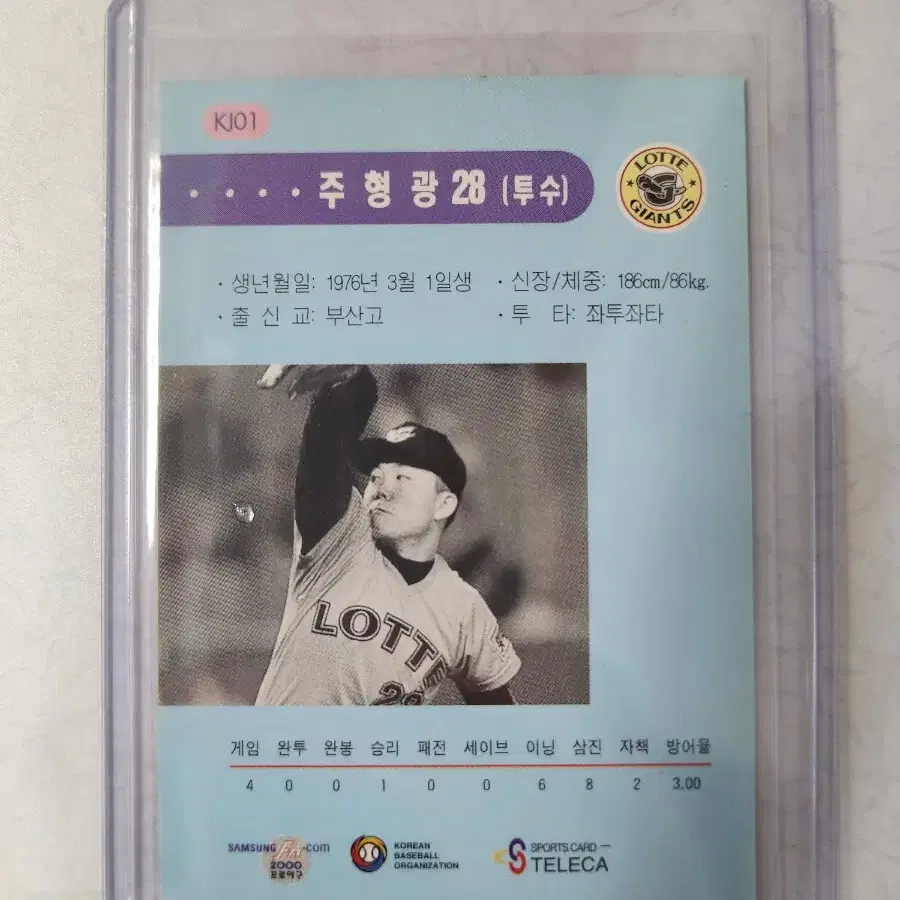 KJ01
주형광 28 (투수)
LOTTE
GIANTS
· 생년월일: 1976년 3월 1일생 · 신장/체중: 186cm/86kg.
· 출 신 교: 부산고 · 투 타: 좌투좌타
LOTTE
28
게임 완투 완봉 승리 패전 세이브 이닝 삼진 자책 방어율
4 0 0 1 0 0 6 8 2 3.00
SAMSUNG Fn.com
2000
프로야구
KOREAN
BASEBALL
ORGANIZATION
SPORTS CARD
TELECA